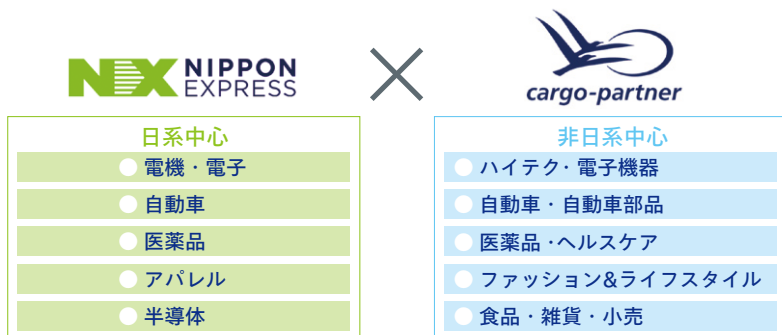 NX NIPPON
EXPRESS
cargo-partner
日系中心
電機・電子
自動車
医薬品
アパレル
半導体
非日系中心
ハイテク・電子機器
自動車・自動車部品
医薬品・ヘルスケア
ファッション&ライフスタイル
食品・雑貨・小売